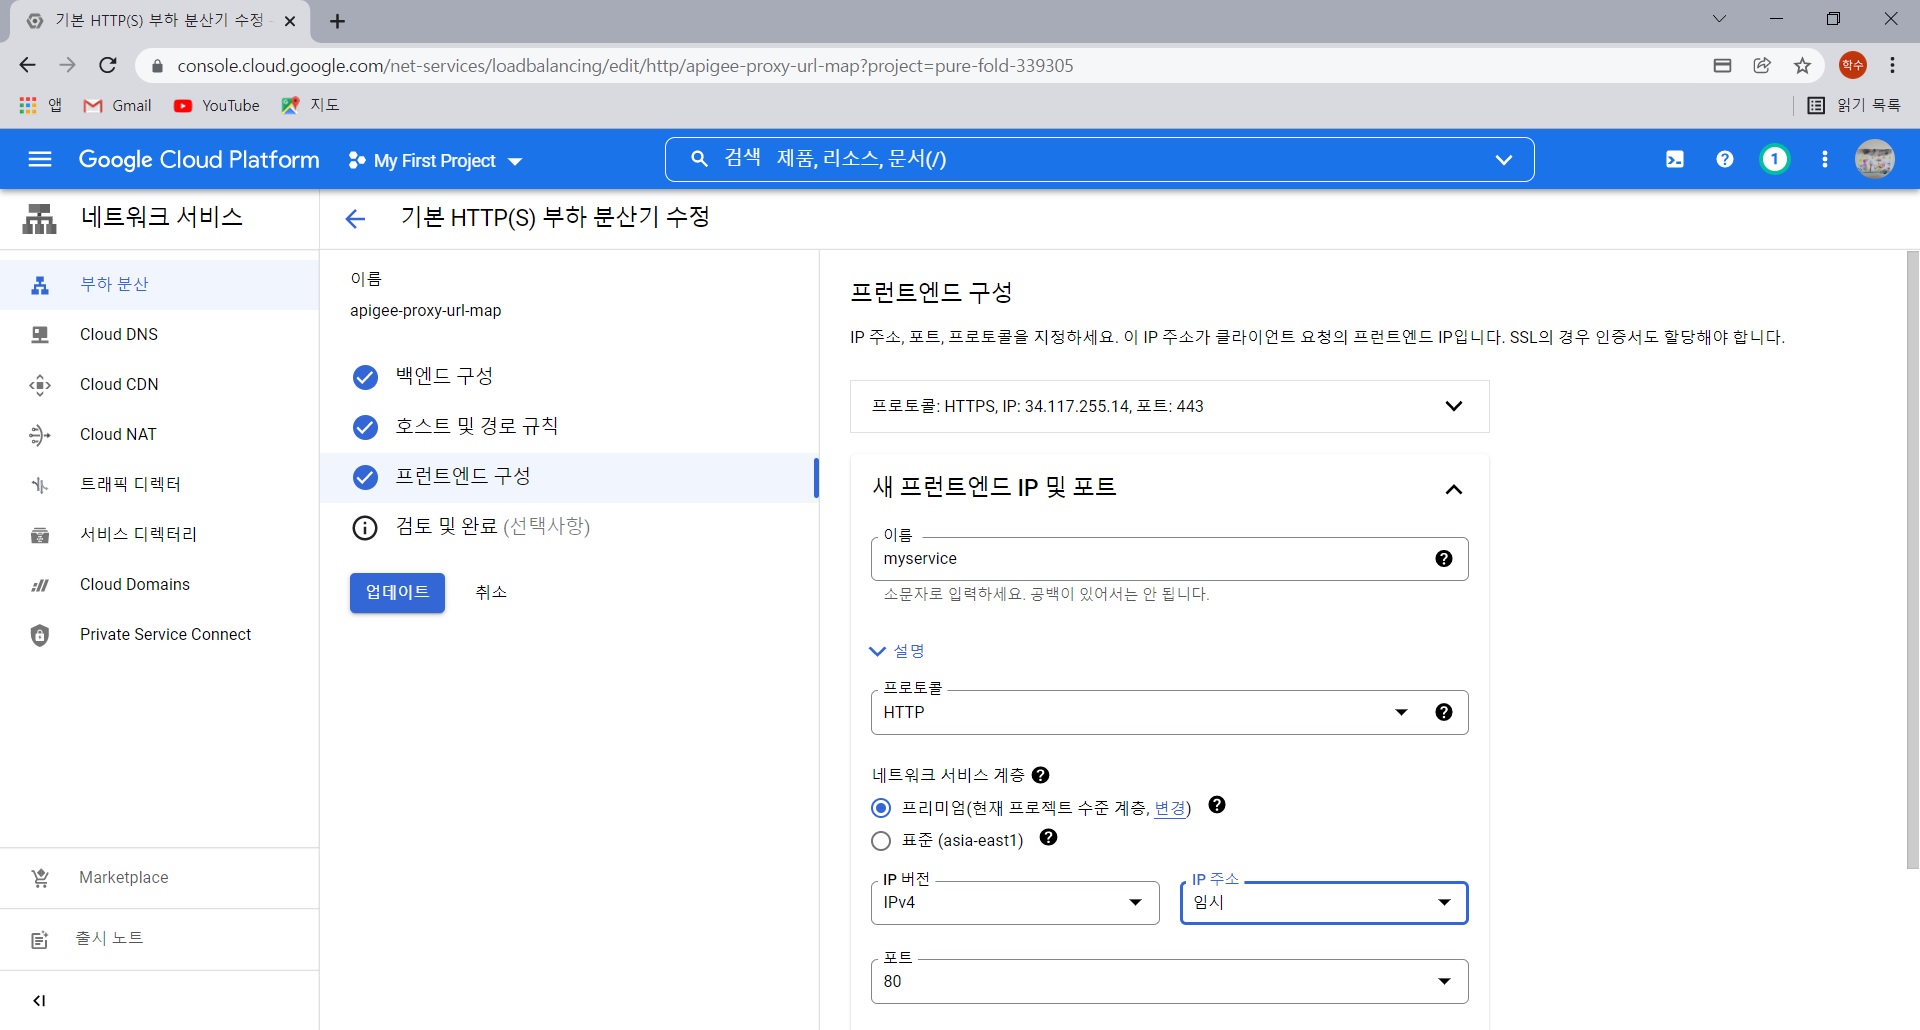 기본 HTTP(S) 부하 분산기 수정
console.cloud.google.com/net-services/loadbalancing/edit/http/apigee-proxy-url-map?project=pure-fold-339305
학수
앱 Gmail YouTube 지도
읽기 목록
Google Cloud Platform
My First Project
검색 제품, 리소스, 문서(/)
1
네트워크 서비스
부하 분산
Cloud DNS
Cloud CDN
Cloud NAT
트래픽 디렉터
서비스 디렉터리
Cloud Domains
Private Service Connect
Marketplace
출시 노트
기본 HTTP(S) 부하 분산기 수정
이름
apigee-proxy-url-map
백엔드 구성
호스트 및 경로 규칙
프런트엔드 구성
검토 및 완료 (선택사항)
업데이트 취소
프런트엔드 구성
IP 주소, 포트, 프로토콜을 지정하세요. 이 IP 주소가 클라이언트 요청의 프런트엔드 IP입니다. SSL의 경우 인증서도 할당해야 합니다.
프로토콜: HTTPS, IP: 34.117.255.14, 포트: 443
새 프런트엔드 IP 및 포트
이름
myservice
소문자로 입력하세요. 공백이 있어서는 안 됩니다.
설명
프로토콜
HTTP
네트워크 서비스 계층
프리미엄(현재 프로젝트 수준 계층, 변경)
표준 (asia-east1)
IP 버전
IPv4
IP 주소
임시
포트
80